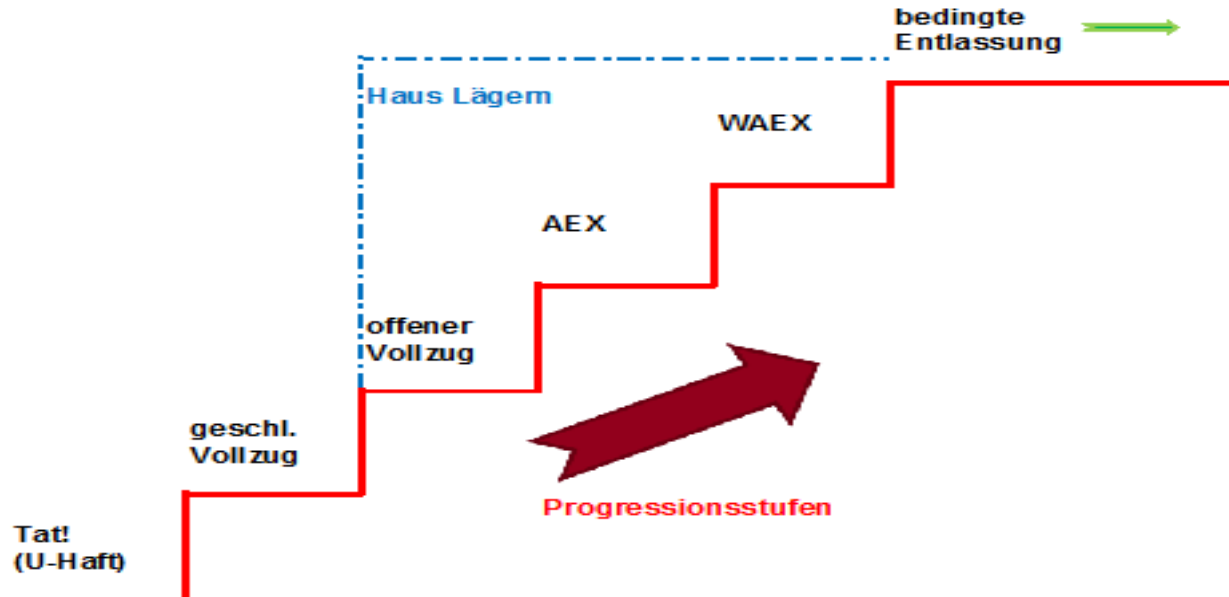 bedingte
Entlassung
Haus Lägern
WAEX
AEX
offener
Vollzug
geschl.
Vollzug
Progressionsstufen
Tat!
(U-Haft)